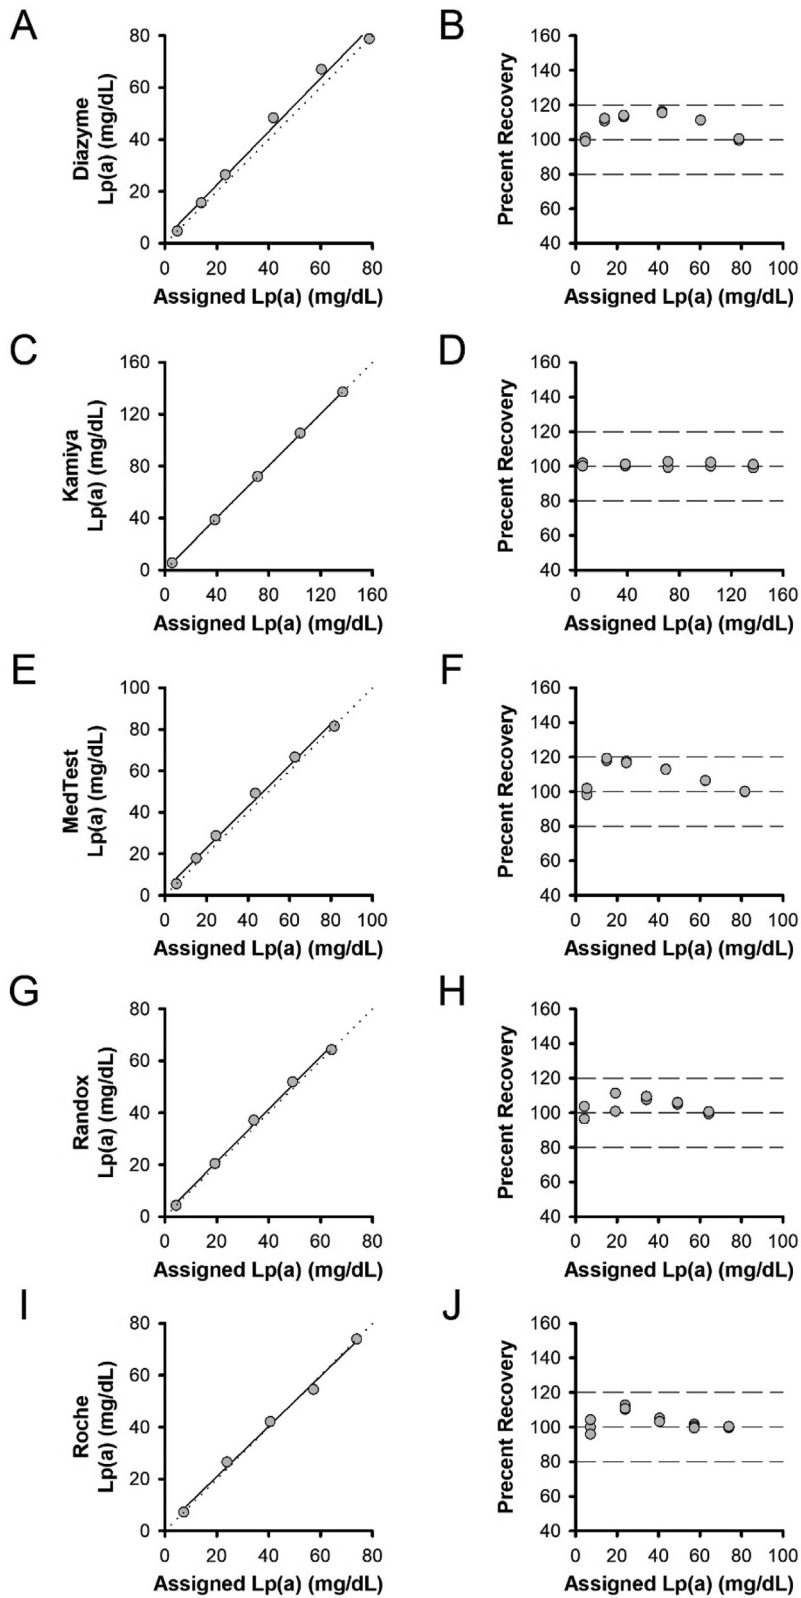 A
80
60
40
20
0
Diazyme
Lp(a) (mg/dL)
0 20 40 60 80
Assigned Lp(a) (mg/dL)
B
160
140
120
100
80
60
40
Precent Recovery
0 20 40 60 80 100
Assigned Lp(a) (mg/dL)
C
160
120
80
40
0
Kamiya
Lp(a) (mg/dL)
0 40 80 120 160
Assigned Lp(a) (mg/dL)
D
160
140
120
100
80
60
40
Precent Recovery
0 40 80 120 160
Assigned Lp(a) (mg/dL)
E
100
80
60
40
20
0
MedTest
Lp(a) (mg/dL)
0 20 40 60 80 100
Assigned Lp(a) (mg/dL)
F
160
140
120
100
80
60
40
Precent Recovery
0 20 40 60 80 100
Assigned Lp(a) (mg/dL)
G
80
60
40
20
0
Randox
Lp(a) (mg/dL)
0 20 40 60 80
Assigned Lp(a) (mg/dL)
H
160
140
120
100
80
60
40
Precent Recovery
0 20 40 60 80 100
Assigned Lp(a) (mg/dL)
I
80
60
40
20
0
Roche
Lp(a) (mg/dL)
0 20 40 60 80
Assigned Lp(a) (mg/dL)
J
160
140
120
100
80
60
40
Precent Recovery
0 20 40 60 80 100
Assigned Lp(a) (mg/dL)